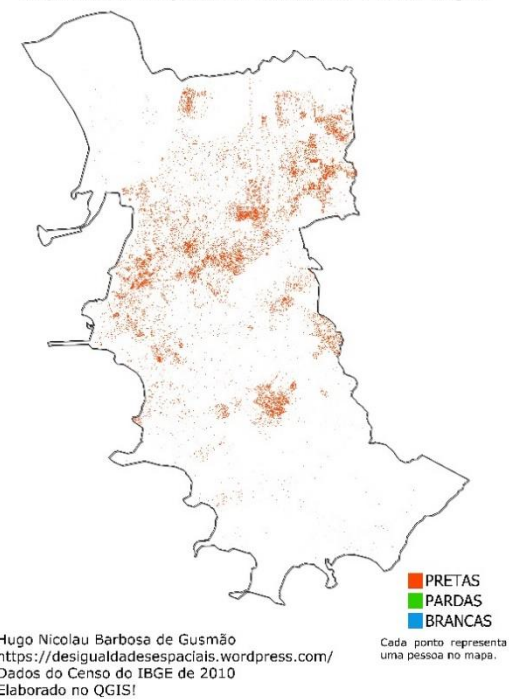 PRETAS
PARDAS
BRANCAS
Cada ponto representa
uma pessoa no mapa.
Hugo Nicolau Barbosa de Gusmão
https://desigualdadesespaciais.wordpress.com/
Dados do Censo do IBGE de 2010
Elaborado no QGIS!